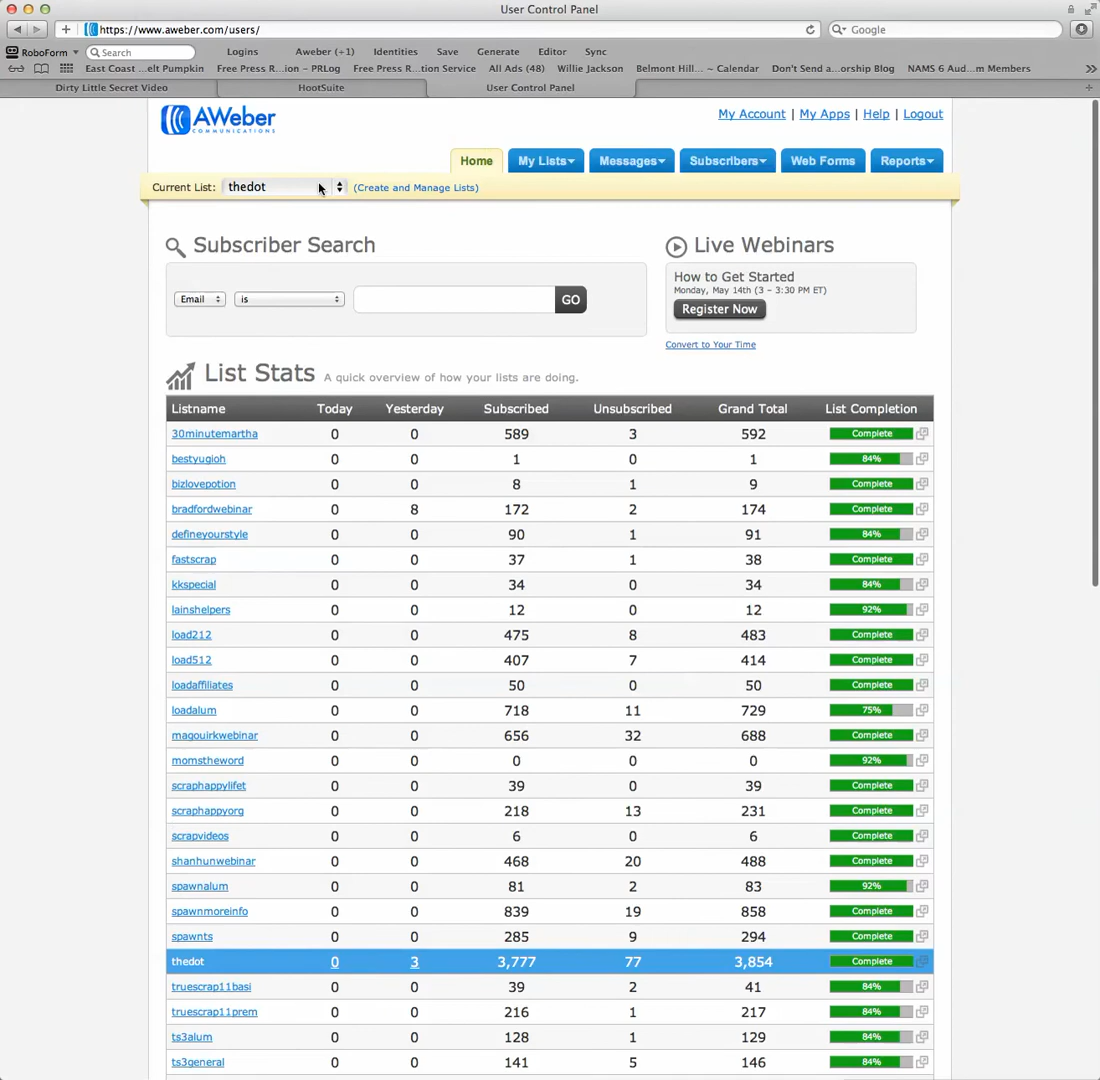 User Control Panel
https://www.aweber.com/users/
Google
RoboForm Search Logins Aweber (+1) Identities Save Generate Editor Sync
East Coast ...elt Pumpkin Free Press R...ion – PRLog Free Press R...tion Service All Ads (48) Willie Jackson Belmont Hill... ~ Calendar Don't Send a...orship Blog NAMS 6 Aud...m Members
Dirty Little Secret Video HootSuite User Control Panel
AWeber
COMMUNICATIONS
My Account | My Apps | Help | Logout
Home My Lists Messages Subscribers Web Forms Reports
Current List: thedot (Create and Manage Lists)
Subscriber Search
Email is GO
Live Webinars
How to Get Started
Monday, May 14th (3 – 3:30 PM ET)
Register Now
Convert to Your Time
List Stats A quick overview of how your lists are doing.
Listname Today Yesterday Subscribed Unsubscribed Grand Total List Completion
30minutemartha 0 0 589 3 592 Complete
bestyugioh 0 0 1 0 1 84%
bizlovepotion 0 0 8 1 9 Complete
bradfordwebinar 0 8 172 2 174 Complete
defineyourstyle 0 0 90 1 91 84%
fastscrap 0 0 37 1 38 Complete
kkspecial 0 0 34 0 34 84%
lainshelpers 0 0 12 0 12 92%
load212 0 0 475 8 483 Complete
load512 0 0 407 7 414 Complete
loadaffiliates 0 0 50 0 50 Complete
loadalum 0 0 718 11 729 75%
magouirkwebinar 0 0 656 32 688 Complete
momstheword 0 0 0 0 0 92%
scraphappylifet 0 0 39 0 39 Complete
scraphappyorg 0 0 218 13 231 Complete
scrapvideos 0 0 6 0 6 Complete
shanhunwebinar 0 0 468 20 488 Complete
spawnalum 0 0 81 2 83 92%
spawnmoreinfo 0 0 839 19 858 Complete
spawnts 0 0 285 9 294 Complete
thedot 0 3 3,777 77 3,854 Complete
truescrap11basi 0 0 39 2 41 84%
truescrap11prem 0 0 216 1 217 84%
ts3alum 0 0 128 1 129 84%
ts3general 0 0 141 5 146 84%